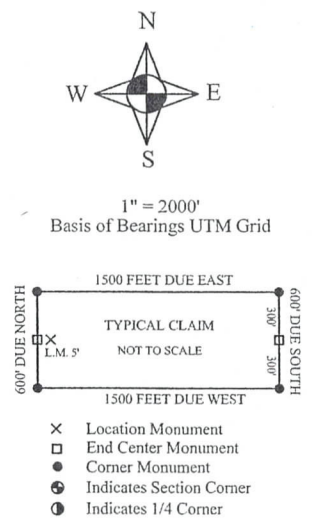 N
W E
S
1" = 2000'
Basis of Bearings UTM Grid
1500 FEET DUE EAST
600' DUE NORTH
TYPICAL CLAIM
NOT TO SCALE
L.M. 5'
300'
300'
600' DUE SOUTH
1500 FEET DUE WEST
Location Monument
End Center Monument
Corner Monument
Indicates Section Corner
Indicates 1/4 Corner